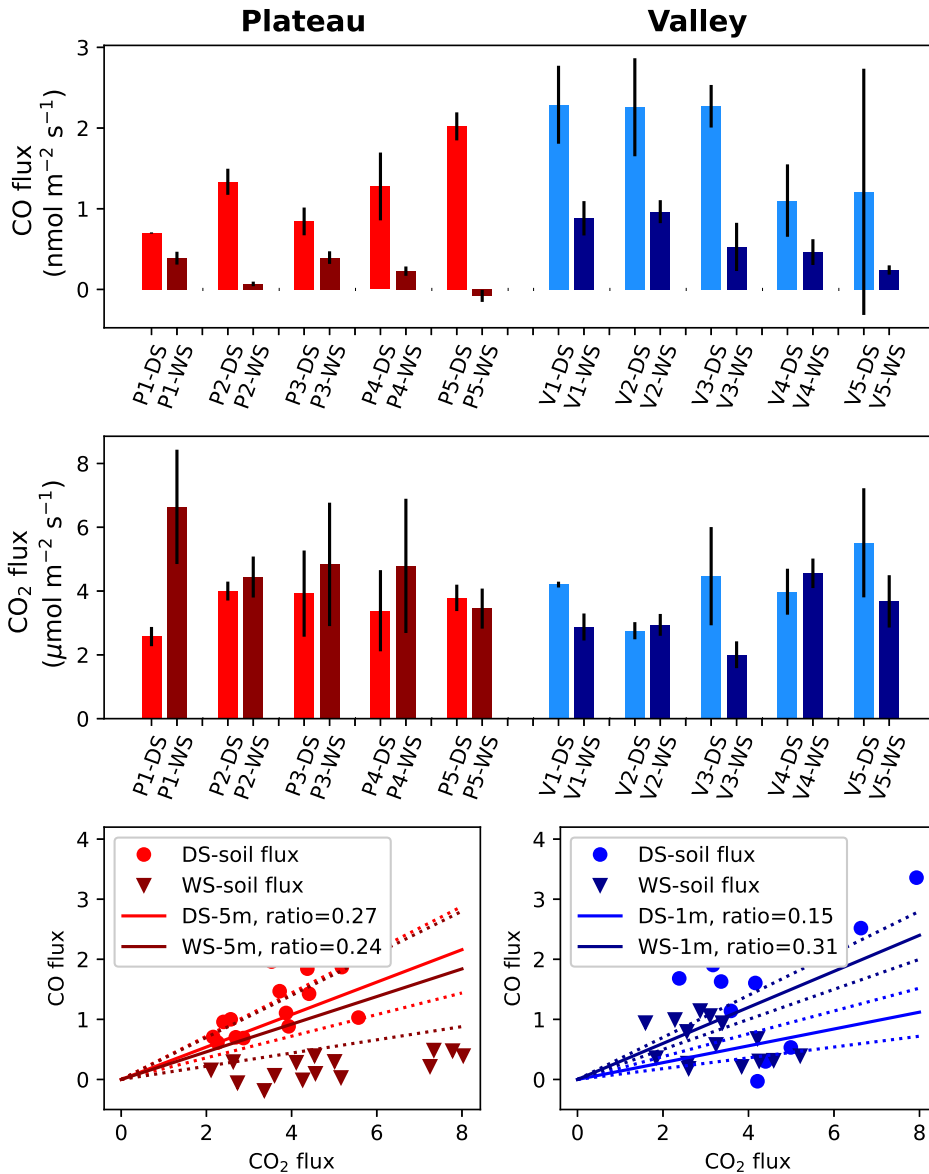 Plateau Valley
CO flux
(nmol m⁻² s⁻¹)
3
2
1
0
P1-DS P1-WS P2-DS P2-WS P3-DS P3-WS P4-DS P4-WS P5-DS P5-WS V1-DS V1-WS V2-DS V2-WS V3-DS V3-WS V4-DS V4-WS V5-DS V5-WS
CO₂ flux
(μmol m⁻² s⁻¹)
8
6
4
2
0
P1-DS P1-WS P2-DS P2-WS P3-DS P3-WS P4-DS P4-WS P5-DS P5-WS V1-DS V1-WS V2-DS V2-WS V3-DS V3-WS V4-DS V4-WS V5-DS V5-WS
CO flux
4
3
2
1
0
DS-soil flux
WS-soil flux
DS-5m, ratio=0.27
WS-5m, ratio=0.24
0 2 4 6 8
CO₂ flux
CO flux
4
3
2
1
0
DS-soil flux
WS-soil flux
DS-1m, ratio=0.15
WS-1m, ratio=0.31
0 2 4 6 8
CO₂ flux